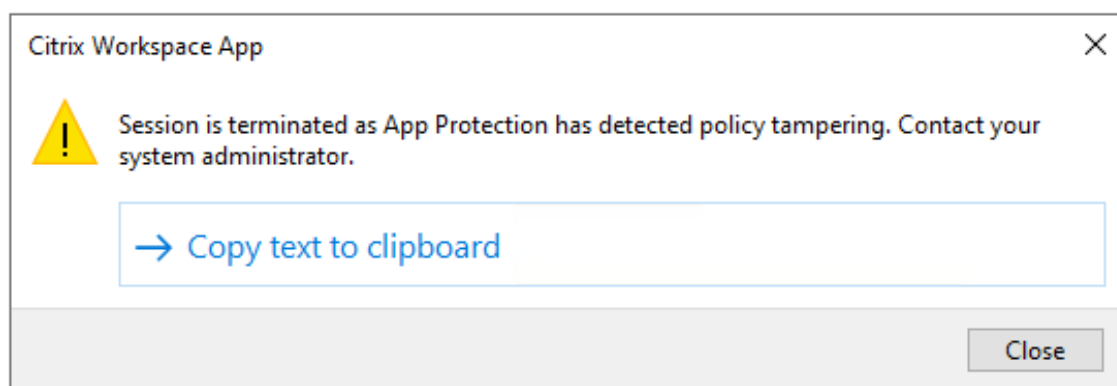 Citrix Workspace App
Session is terminated as App Protection has detected policy tampering. Contact your
system administrator.
Copy text to clipboard
Close